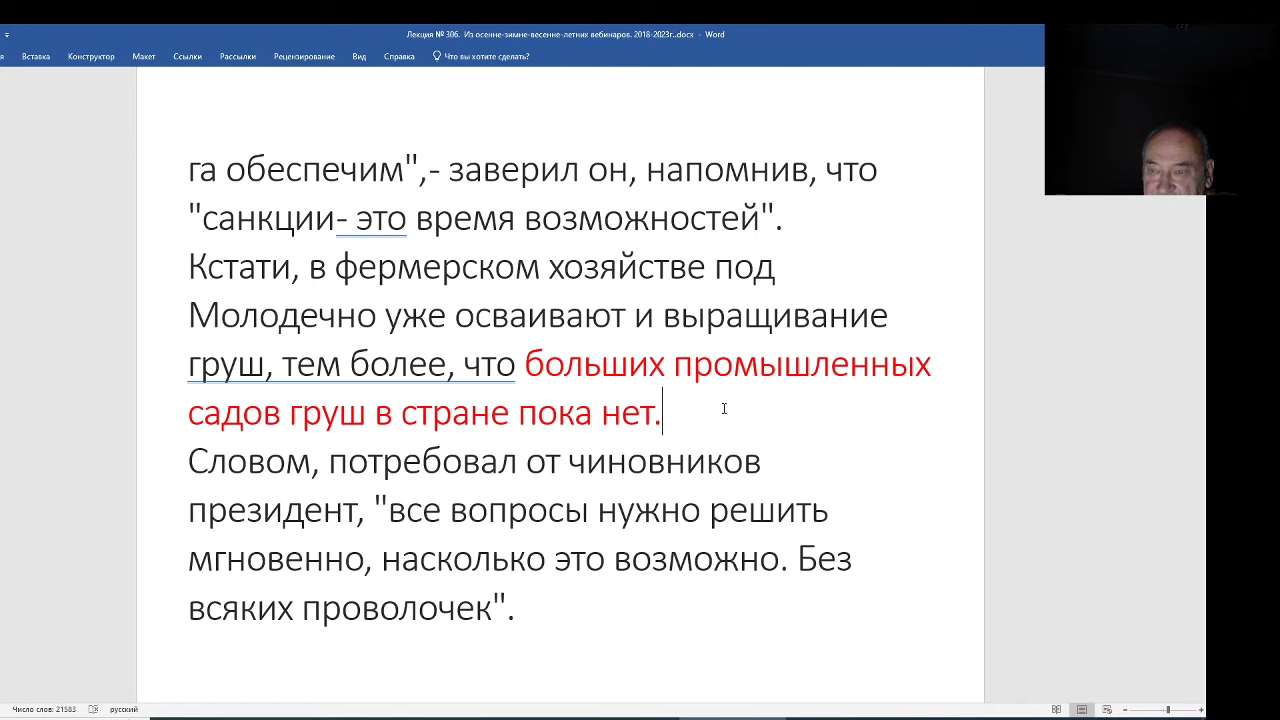 Лекция № 306. Из осенне-зимне-весенне-летних вебинаров. 2018-2023г..docx - Word
я Вставка Конструктор Макет Ссылки Рассылки Рецензирование Вид Справка Что вы хотите сделать?
га обеспечим",- заверил он, напомнив, что
"санкции- это время возможностей".
Кстати, в фермерском хозяйстве под
Молодечно уже осваивают и выращивание
груш, тем более, что больших промышленных
садов груш в стране пока нет.
Словом, потребовал от чиновников
президент, "все вопросы нужно решить
мгновенно, насколько это возможно. Без
всяких проволочек".
Число слов: 21583 русский